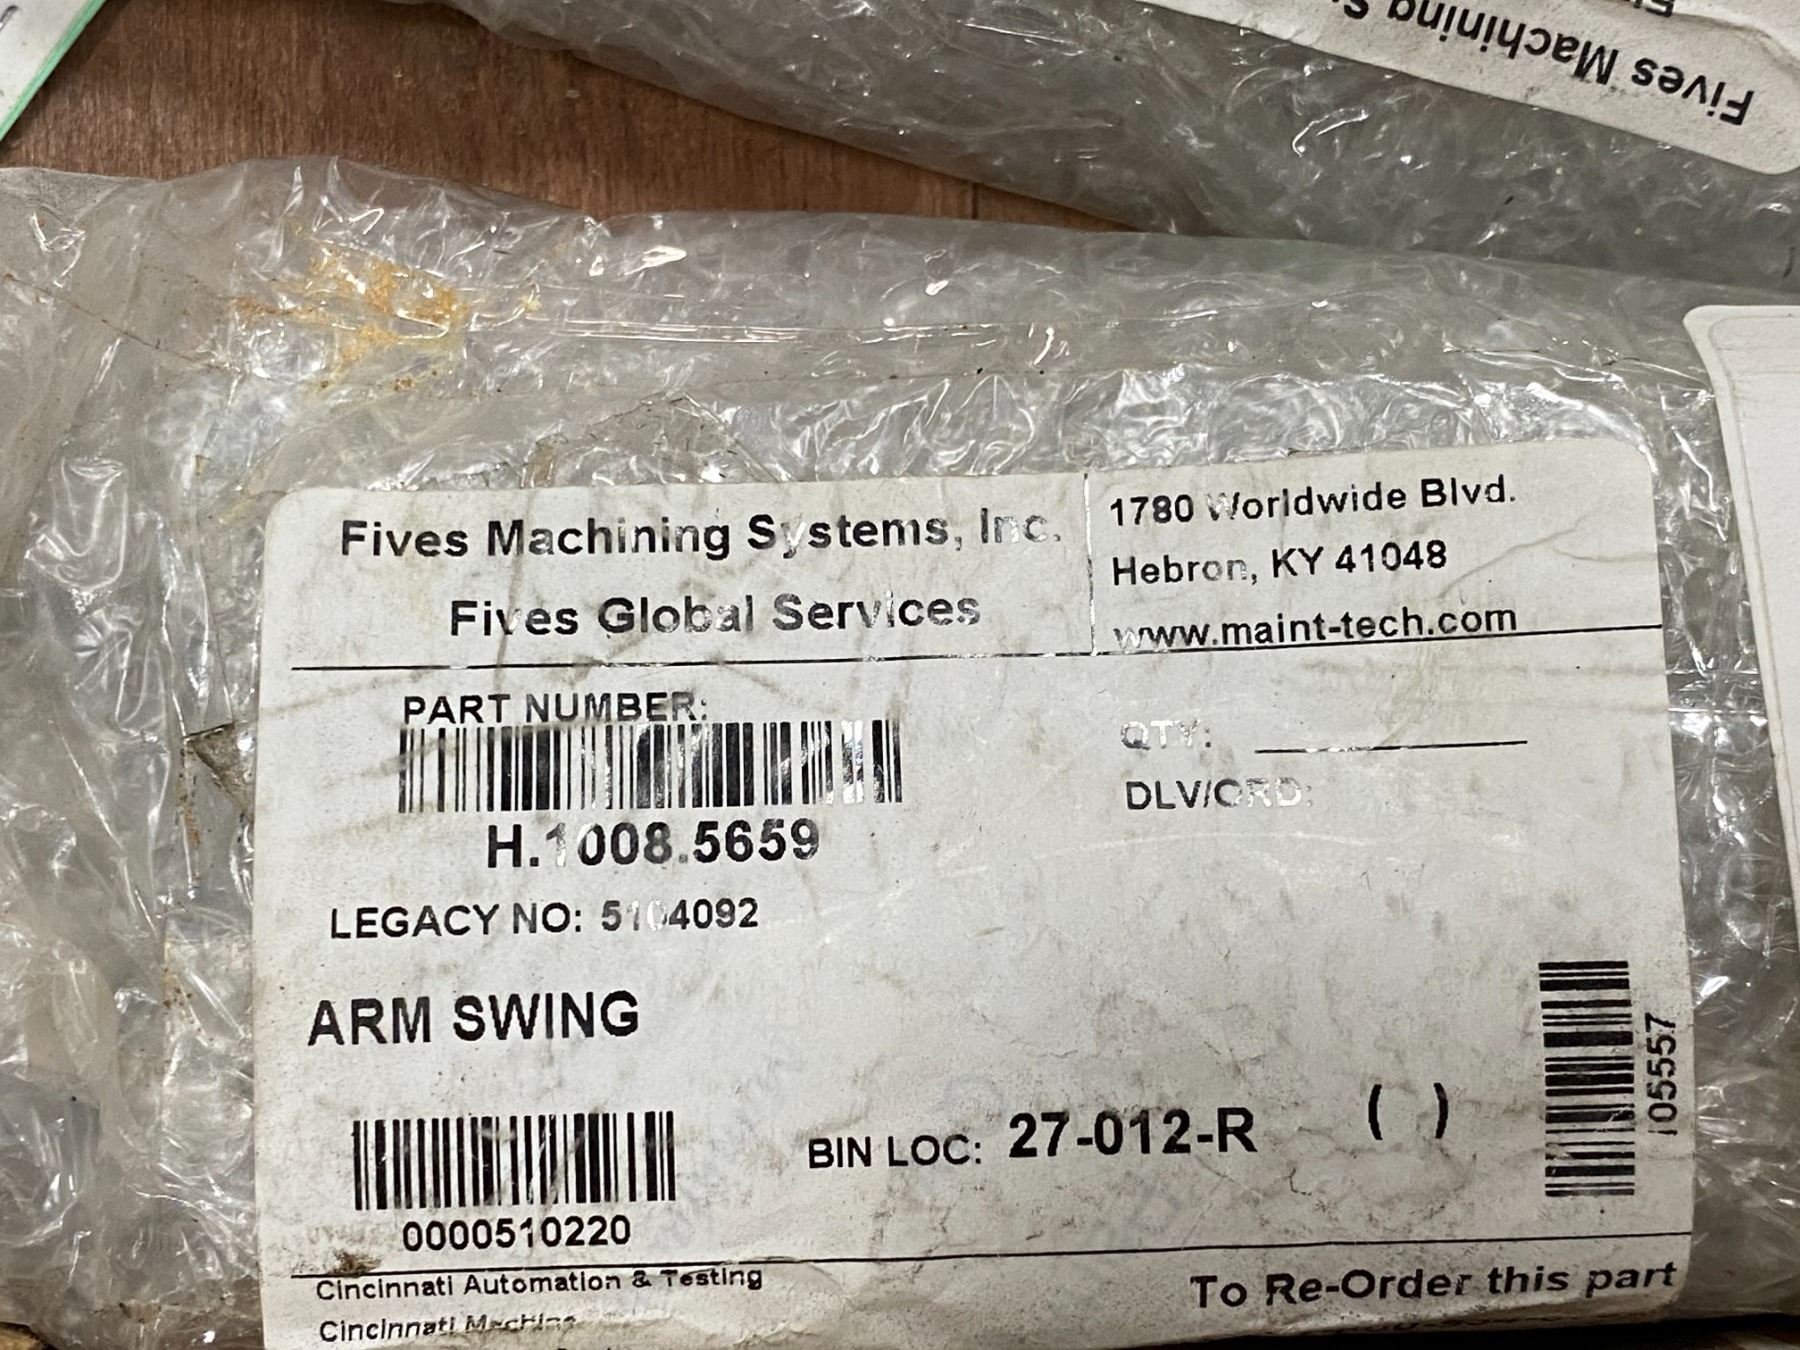 Fives Machining S
Fives Machining Systems, Inc.
Fives Global Services
1780 Worldwide Blvd.
Hebron, KY 41048
www.maint-tech.com
PART NUMBER:
H.1008.5659
QTY:
DLV/ORD:
LEGACY NO: 5104092
ARM SWING
0000510220
BIN LOC: 27-012-R ( )
105557
Cincinnati Automation & Testing
Cincinnati Machine
To Re-Order this part